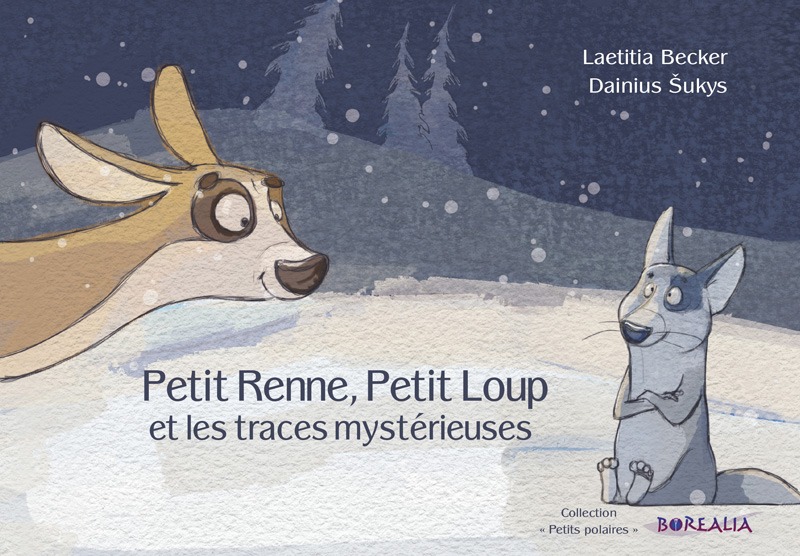 Laetitia Becker
Dainius Šukys
Petit Renne, Petit Loup
et les traces mystérieuses
Collection
« Petits polaires »
BOREALIA